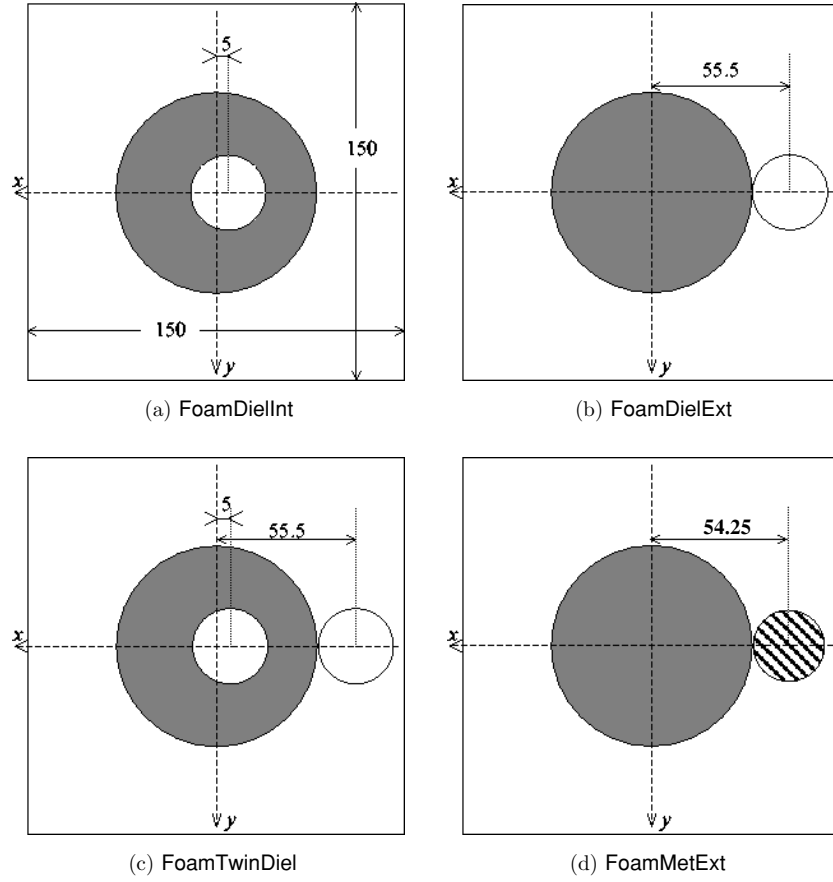 5
150
x
150
y
(a) FoamDielInt
55.5
x
y
(b) FoamDielExt
5
55.5
x
y
(c) FoamTwinDiel
54.25
x
y
(d) FoamMetExt